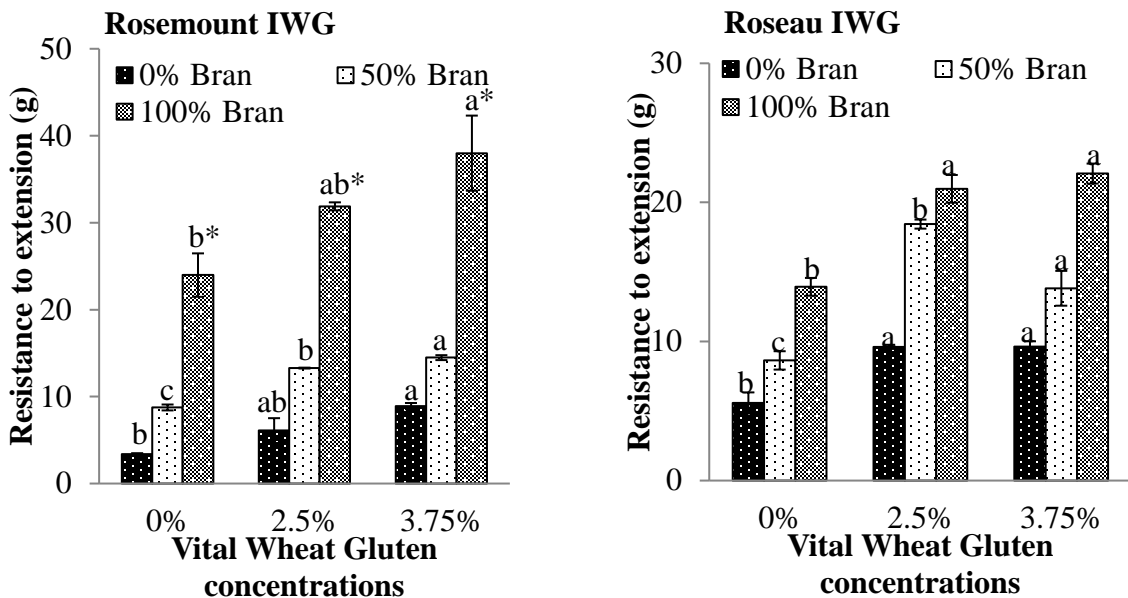 Rosemount IWG
50
40
30
20
10
0
Resistance to extension (g)
0% Bran
50% Bran
100% Bran
b
c
b*
ab
b
ab*
a
a
a*
0%
2.5%
3.75%
Vital Wheat Gluten
concentrations
Roseau IWG
30
20
10
0
Resistance to extension (g)
0% Bran
50% Bran
100% Bran
b
c
b
a
b
a
a
a
a
0%
2.5%
3.75%
Vital Wheat Gluten
concentrations